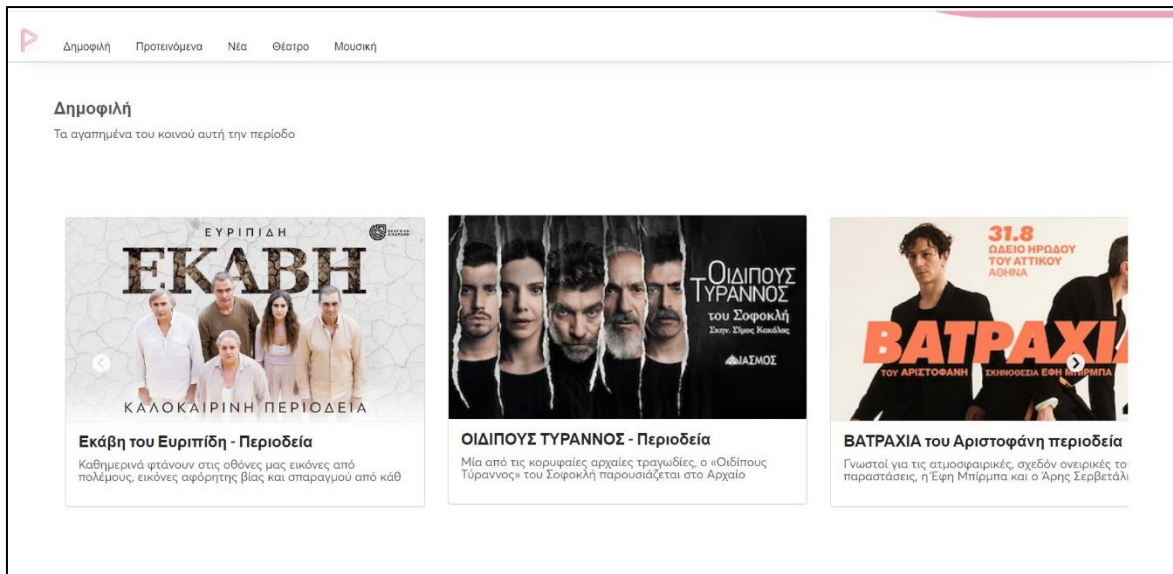 Δημοφιλή Προτεινόμενα Νέα Θέατρο Μουσική
Δημοφιλή
Τα αγαπημένα του κοινού αυτή την περίοδο
ΕΥΡΙΠΙΔΗ
ΕΚΑΒΗ
ΚΑΛΟΚΑΙΡΙΝΗ ΠΕΡΙΟΔΕΙΑ
Εκάβη του Ευριπίδη - Περιοδεία
Καθημερινά φτάνουν στις οθόνες μας εικόνες από
πολέμους, εικόνες αφόρητης βίας και σπαραγμού από κάθ
ΟΙΔΙΠΟΥΣ
ΤΥΡΑΝΝΟΣ
του Σοφοκλή
Σκην. Σίμος Κακάλας
ΙΑΣΜΟΣ
ΟΙΔΙΠΟΥΣ ΤΥΡΑΝΝΟΣ - Περιοδεία
Μία από τις κορυφαίες αρχαίες τραγωδίες, ο «Οιδίπους
Τύραννος» του Σοφοκλή παρουσιάζεται στο Αρχαίο
31.8
ΩΔΕΙΟ ΗΡΩΔΟΥ
ΤΟΥ ΑΤΤΙΚΟΥ
ΑΘΗΝΑ
ΒΑΤΡΑΧΙΑ
ΤΟΥ ΑΡΙΣΤΟΦΑΝΗ ΣΚΗΝΟΘΕΣΙΑ ΕΦΗ ΜΠΙΡΜΠΑ
ΒΑΤΡΑΧΙΑ του Αριστοφάνη περιοδεία
Γνωστοί για τις ατμοσφαιρικές, σχεδόν ονειρικές το
παραστάσεις, η Έφη Μπίρμπα και ο Άρης Σερβετάλ